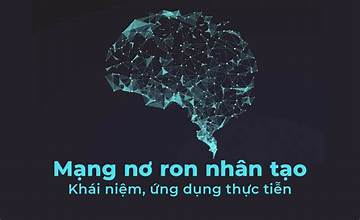 Mạng nơ ron nhân tạo
Khái niệm, ứng dụng thực tiễn